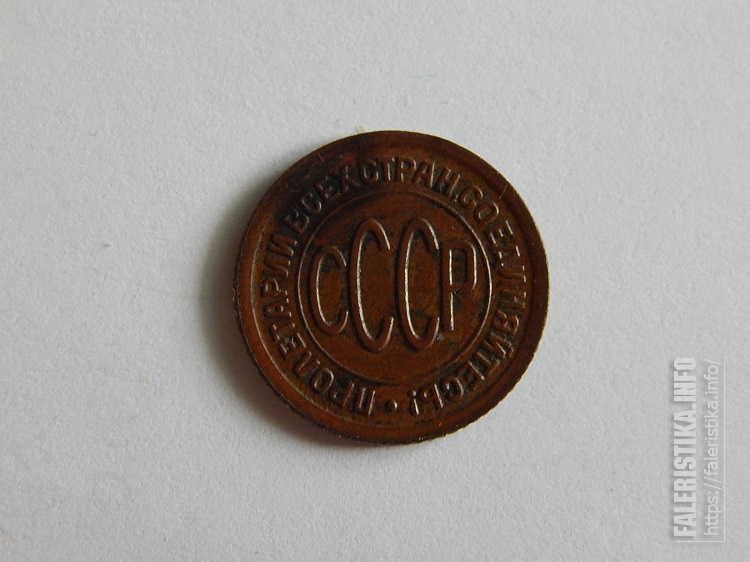 ПРОЛЕТАРИИ ВСЕХ СТРАН, СОЕДИНЯЙТЕСЬ!
СССР
FALERISTIKA.INFO
https://faleristika.info/